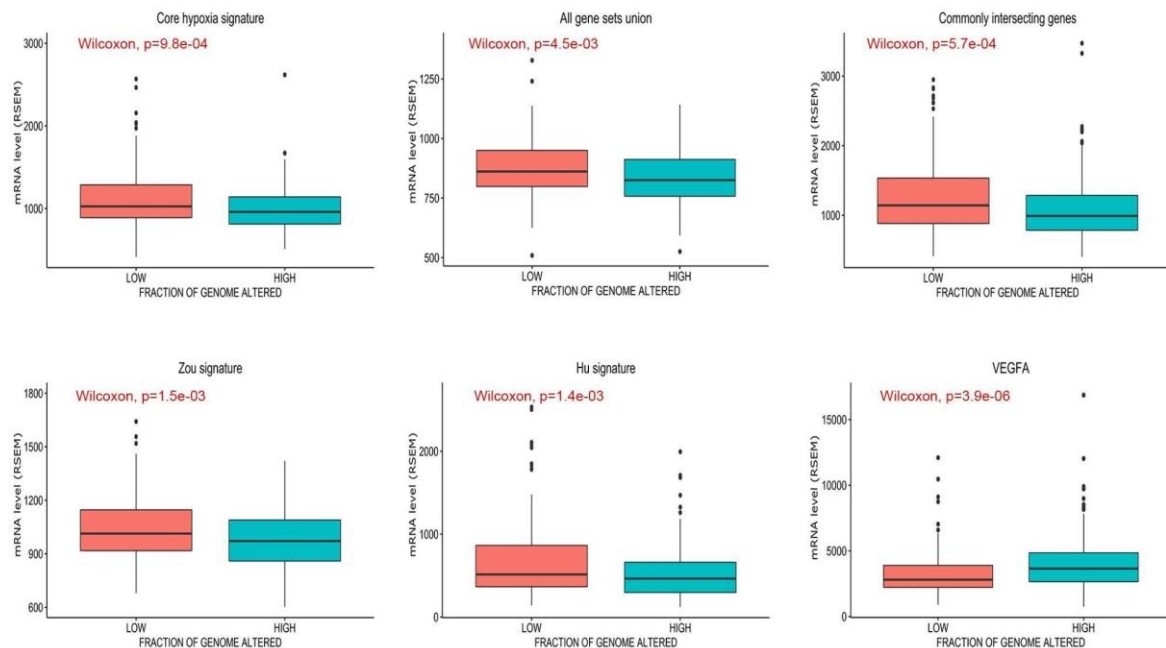 Core hypoxia signature
Wilcoxon, p=9.8e-04
mRNA level (RSEM)
3000
2000
1000
LOW
HIGH
FRACTION OF GENOME ALTERED
All gene sets union
Wilcoxon, p=4.5e-03
mRNA level (RSEM)
1250
1000
750
500
LOW
HIGH
FRACTION OF GENOME ALTERED
Commonly intersecting genes
Wilcoxon, p=5.7e-04
mRNA level (RSEM)
3000
2000
1000
LOW
HIGH
FRACTION OF GENOME ALTERED
Zou signature
Wilcoxon, p=1.5e-03
mRNA level (RSEM)
1800
1500
1200
900
600
LOW
HIGH
FRACTION OF GENOME ALTERED
Hu signature
Wilcoxon, p=1.4e-03
mRNA level (RSEM)
2000
1000
0
LOW
HIGH
FRACTION OF GENOME ALTERED
VEGFA
Wilcoxon, p=3.9e-06
mRNA level (RSEM)
15000
10000
5000
0
LOW
HIGH
FRACTION OF GENOME ALTERED